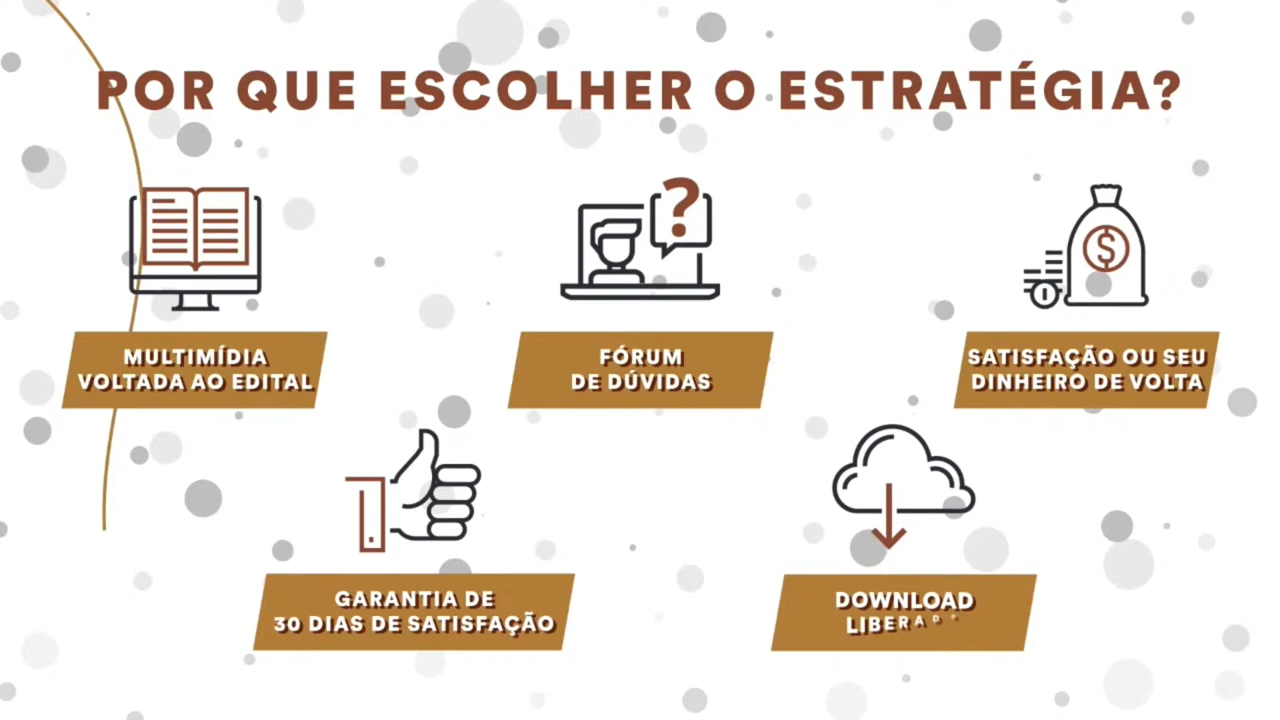 POR QUE ESCOLHER O ESTRATÉGIA?
MULTIMÍDIA
VOLTADA AO EDITAL
FÓRUM
DE DÚVIDAS
SATISFAÇÃO OU SEU
DINHEIRO DE VOLTA
GARANTIA DE
30 DIAS DE SATISFAÇÃO
DOWNLOAD
LIBERADO